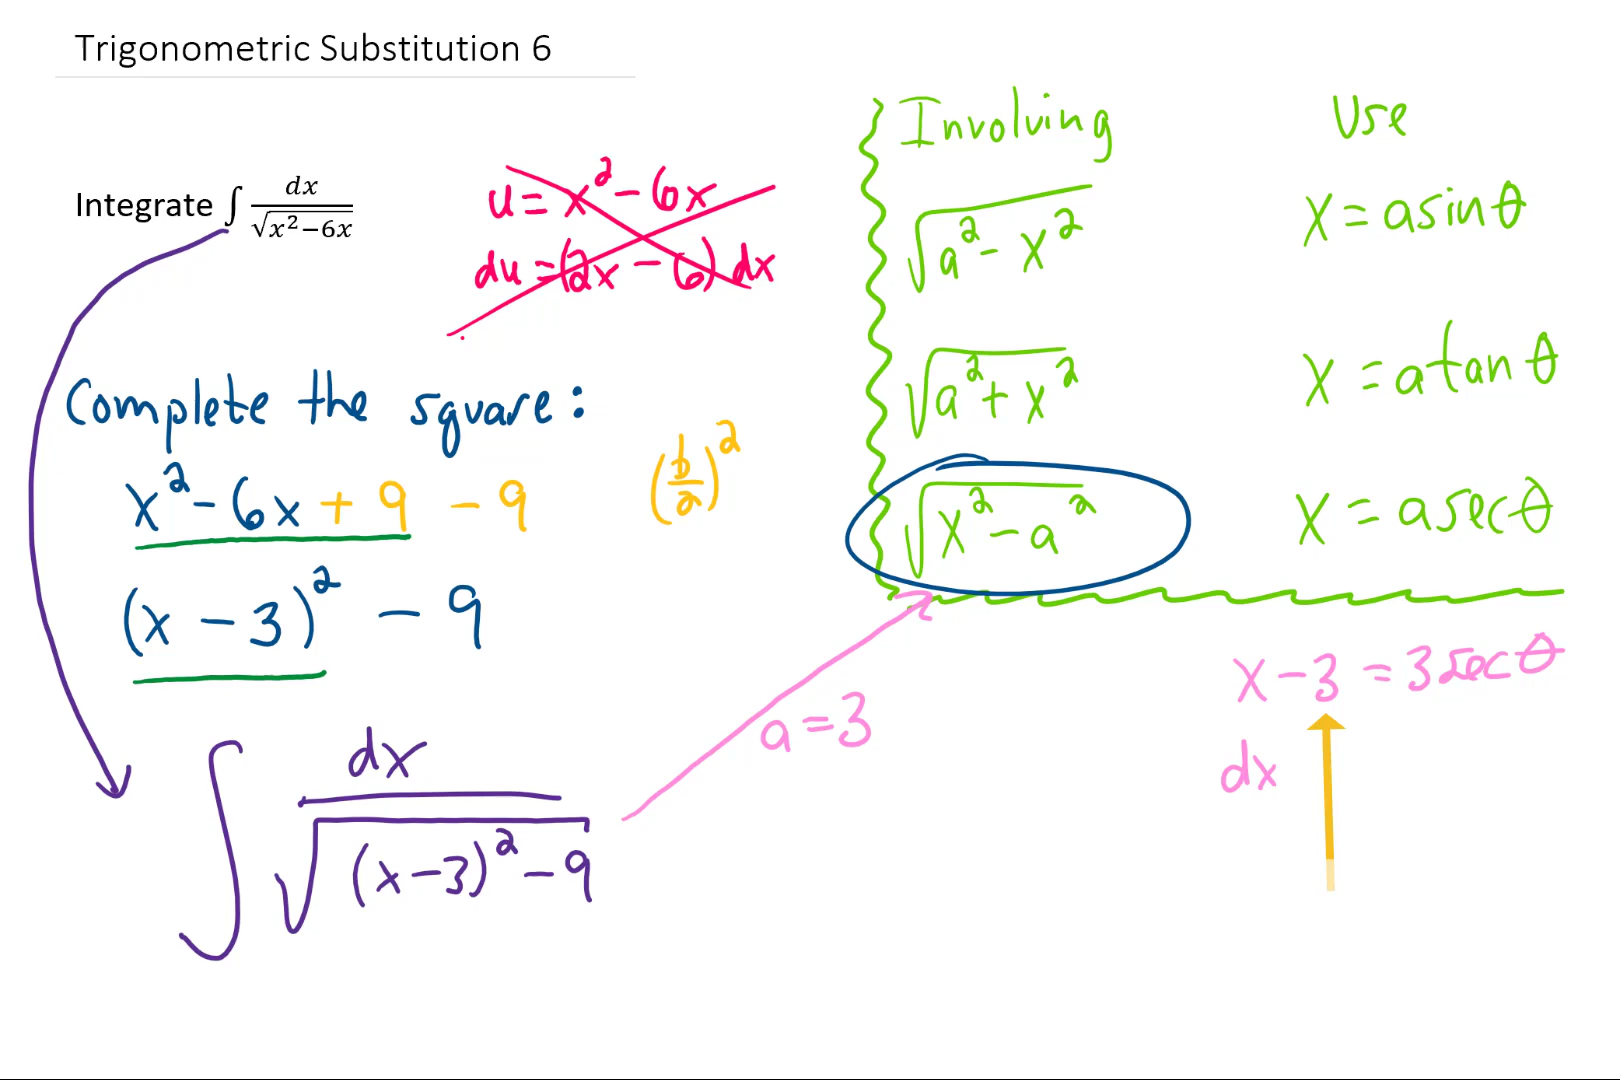 Trigonometric Substitution 6
Integrate ∫ dx/√(x²−6x)
u = x² − 6x
du = (2x − 6) dx
Complete the square:
x² − 6x + 9 − 9
(b/2)²
(x − 3)² − 9
∫ dx/√((x−3)² − 9)
a = 3
Involving Use
√(a² − x²) x = a sin θ
√(a² + x²) x = a tan θ
√(x² − a²) x = a sec θ
x − 3 = 3 sec θ
dx